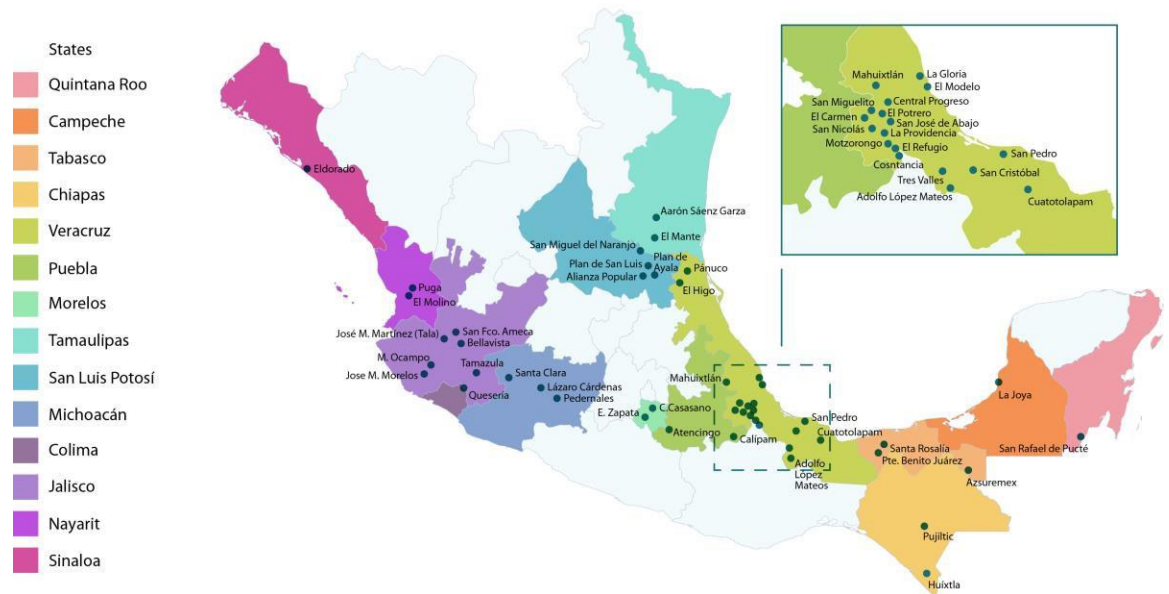 States
Quintana Roo
Campeche
Tabasco
Chiapas
Veracruz
Puebla
Morelos
Tamaulipas
San Luis Potosí
Michoacán
Colima
Jalisco
Nayarit
Sinaloa
Eldorado
Puga
El Molino
José M. Martínez (Tala)
San Fco. Ameca
Bellavista
M. Ocampo
Jose M. Morelos
Tamazula
Queseria
Santa Clara
Lázaro Cárdenas
Pedernales
Aarón Sáenz Garza
El Mante
San Miguel del Naranjo
Plan de San Luis
Plan de
Ayala
Alianza Popular
Pánuco
El Higo
Mahuixtlán
E. Zapata
C.Casasano
Atencingo
Calípam
San Pedro
Cuatotolapam
Adolfo
López
Mateos
Santa Rosalía
Pte. Benito Juárez
Azsuremex
Pujiltic
Huíxtla
La Joya
San Rafael de Pucté
Mahuixtlán
La Gloria
El Modelo
San Miguelito
Central Progreso
El Potrero
El Carmen
San José de Abajo
San Nicolás
La Providencia
Motzorongo
El Refugio
Cosntancia
San Pedro
Tres Valles
San Cristóbal
Adolfo López Mateos
Cuatotolapam